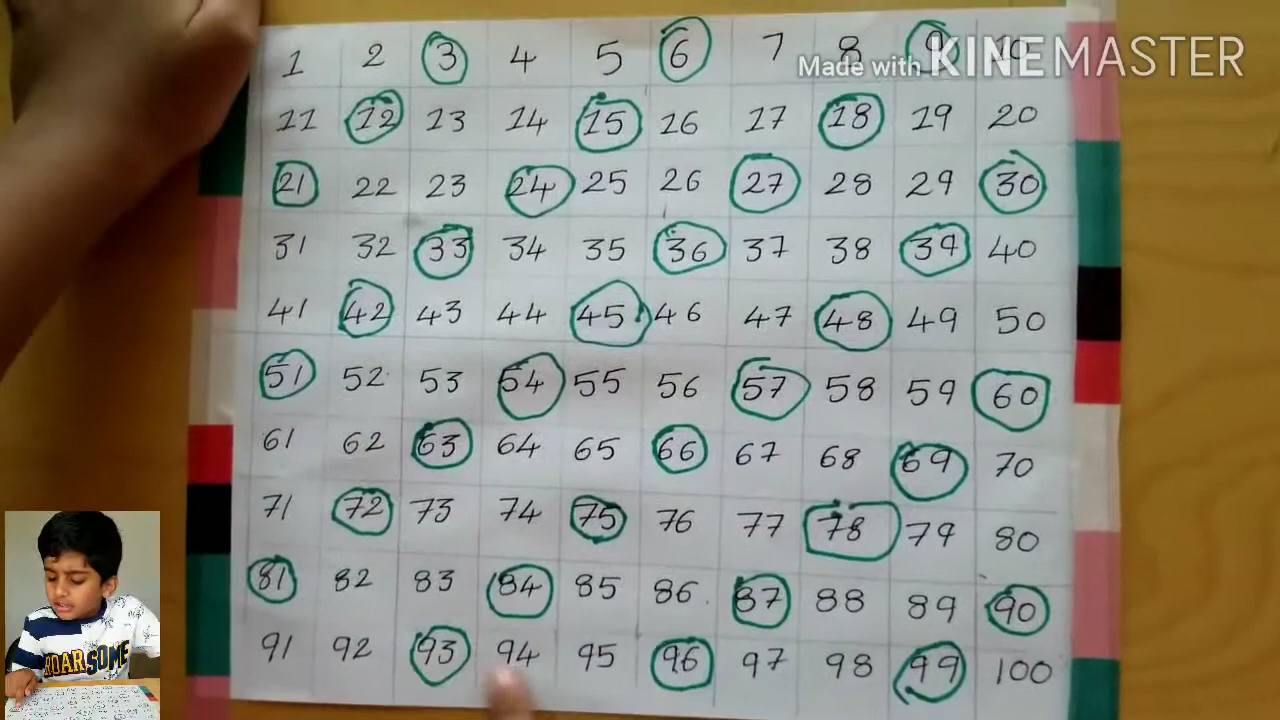 1 2 3 4 5 6 7 8 9 10
Made with KINEMASTER
11 12 13 14 15 16 17 18 19 20
21 22 23 24 25 26 27 28 29 30
31 32 33 34 35 36 37 38 39 40
41 42 43 44 45 46 47 48 49 50
51 52 53 54 55 56 57 58 59 60
61 62 63 64 65 66 67 68 69 70
71 72 73 74 75 76 77 78 79 80
81 82 83 84 85 86 87 88 89 90
91 92 93 94 95 96 97 98 99 100
ROARSOME